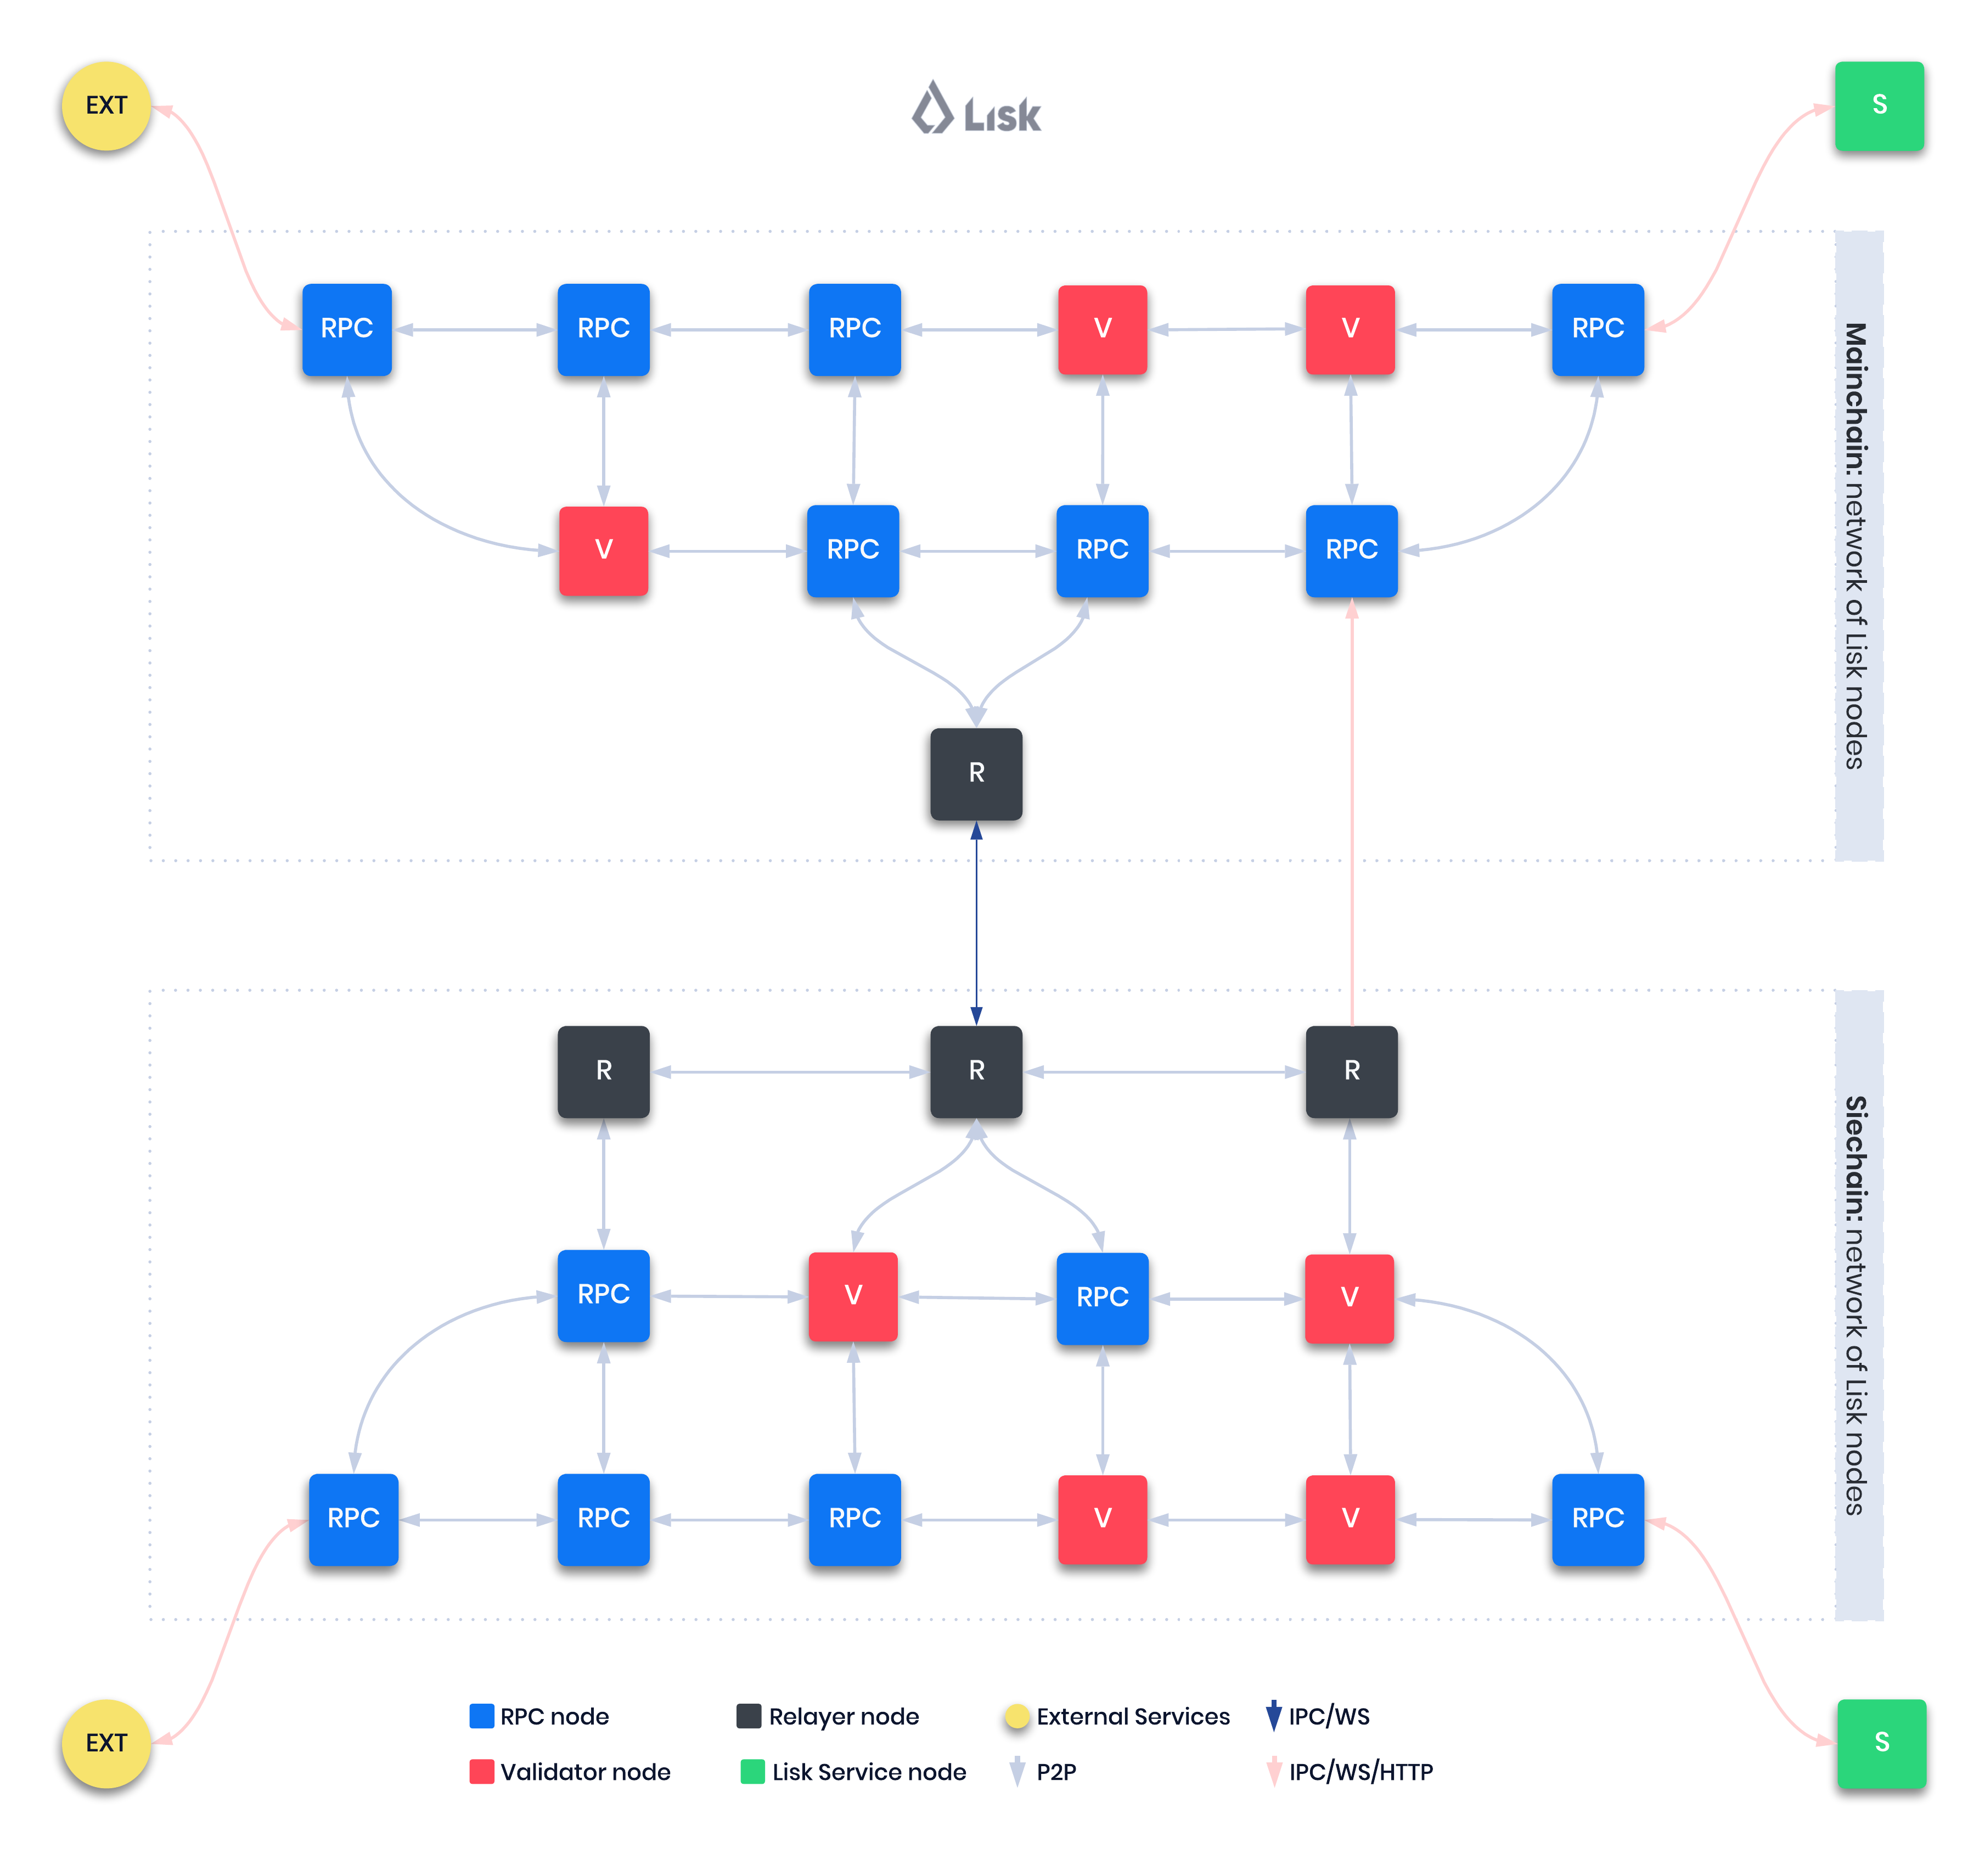 EXT
Lisk
S
RPC
RPC
RPC
V
V
RPC
V
RPC
RPC
RPC
R
Mainchain: network of Lisk nodes
R
R
R
RPC
V
RPC
V
RPC
RPC
RPC
V
V
RPC
Siechain: network of Lisk nodes
EXT
S
RPC node
Relayer node
External Services
IPC/WS
Validator node
Lisk Service node
P2P
IPC/WS/HTTP